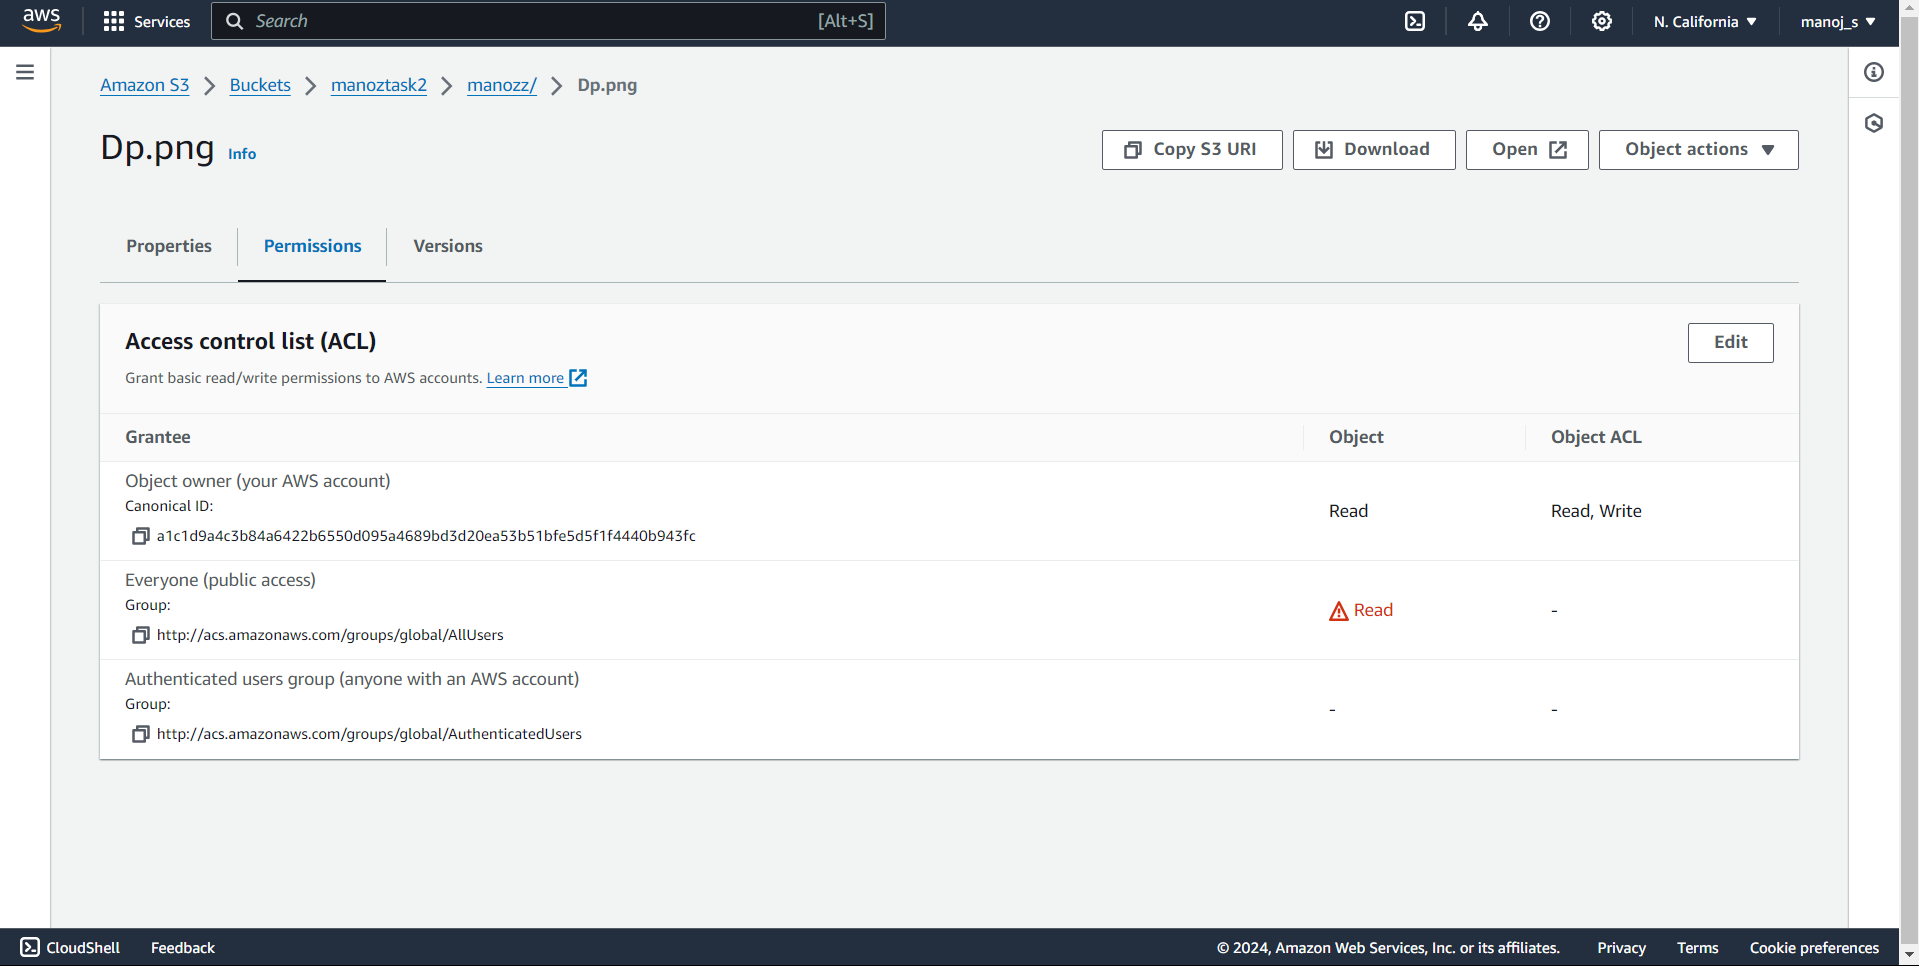 aws Services Search [Alt+S] N. California manoj_s
Amazon S3 Buckets manoztask2 manozz/ Dp.png
Dp.png Info Copy S3 URI Download Open Object actions
Properties Permissions Versions
Access control list (ACL) Edit
Grant basic read/write permissions to AWS accounts. Learn more
Grantee Object Object ACL
Object owner (your AWS account)
Canonical ID:
Read Read, Write
a1c1d9a4c3b84a6422b6550d095a4689bd3d20ea53b51bfe5d5f1f4440b943fc
Everyone (public access)
Group:
Read -
http://acs.amazonaws.com/groups/global/AllUsers
Authenticated users group (anyone with an AWS account)
Group:
- -
http://acs.amazonaws.com/groups/global/AuthenticatedUsers
CloudShell Feedback © 2024, Amazon Web Services, Inc. or its affiliates. Privacy Terms Cookie preferences